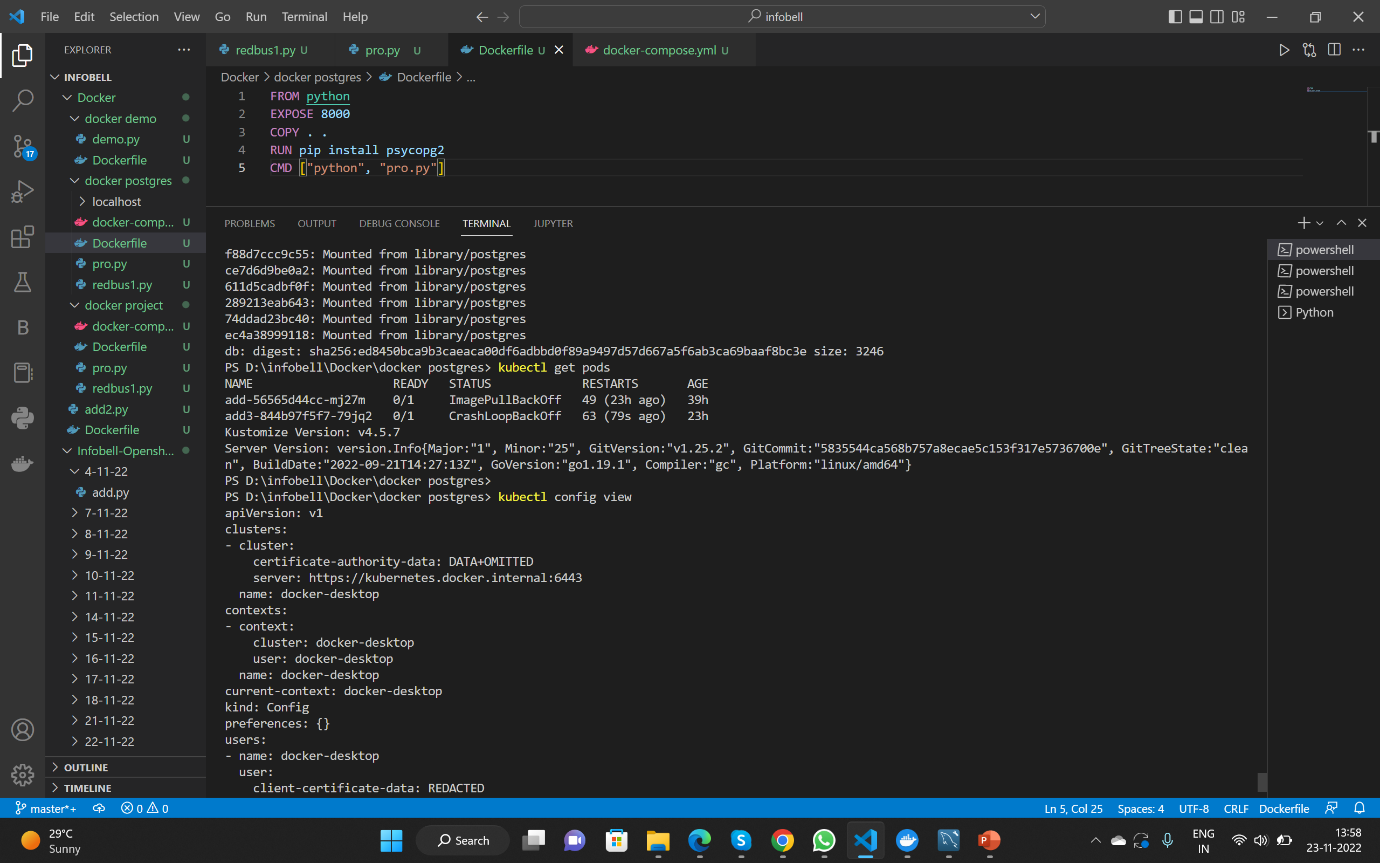 File Edit Selection View Go Run Terminal Help
infobell
EXPLORER
INFOBELL
Docker
docker demo
demo.py U
Dockerfile U
docker postgres
localhost
docker-comp... U
Dockerfile U
pro.py U
redbus1.py U
docker project
docker-comp... U
Dockerfile U
pro.py U
redbus1.py U
add2.py U
Dockerfile U
Infobell-Opensh...
4-11-22
add.py U
7-11-22
8-11-22
9-11-22
10-11-22
11-11-22
14-11-22
15-11-22
16-11-22
17-11-22
18-11-22
21-11-22
22-11-22
OUTLINE
TIMELINE
17
B
redbus1.py U pro.py U Dockerfile U docker-compose.yml U
Docker > docker postgres > Dockerfile > ...
1 FROM python
2 EXPOSE 8000
3 COPY . .
4 RUN pip install psycopg2
5 CMD ["python", "pro.py"]
PROBLEMS OUTPUT DEBUG CONSOLE TERMINAL JUPYTER
f88d7ccc9c55: Mounted from library/postgres
ce7d6d9be0a2: Mounted from library/postgres
611d5cadbf0f: Mounted from library/postgres
289213eab643: Mounted from library/postgres
74ddad23bc40: Mounted from library/postgres
ec4a38999118: Mounted from library/postgres
db: digest: sha256:ed8450bca9b3caeaca00df6adbbd0f89a9497d57d667a5f6ab3ca69baaf8bc3e size: 3246
PS D:\infobell\Docker\docker postgres> kubectl get pods
NAME READY STATUS RESTARTS AGE
add-56565d44cc-mj27m 0/1 ImagePullBackOff 49 (23h ago) 39h
add3-844b97f5f7-79jq2 0/1 CrashLoopBackOff 63 (79s ago) 23h
Kustomize Version: v4.5.7
Server Version: version.Info{Major:"1", Minor:"25", GitVersion:"v1.25.2", GitCommit:"5835544ca568b757a8ecae5c153f317e5736700e", GitTreeState:"clea
n", BuildDate:"2022-09-21T14:27:13Z", GoVersion:"go1.19.1", Compiler:"gc", Platform:"linux/amd64"}
PS D:\infobell\Docker\docker postgres>
PS D:\infobell\Docker\docker postgres> kubectl config view
apiVersion: v1
clusters:
- cluster:
certificate-authority-data: DATA+OMITTED
server: https://kubernetes.docker.internal:6443
name: docker-desktop
contexts:
- context:
cluster: docker-desktop
user: docker-desktop
name: docker-desktop
current-context: docker-desktop
kind: Config
preferences: {}
users:
- name: docker-desktop
user:
client-certificate-data: REDACTED
powershell
powershell
powershell
Python
master*+ 0 0 Ln 5, Col 25 Spaces: 4 UTF-8 CRLF Dockerfile
29°C
Sunny
Search
ENG
IN
13:58
23-11-2022